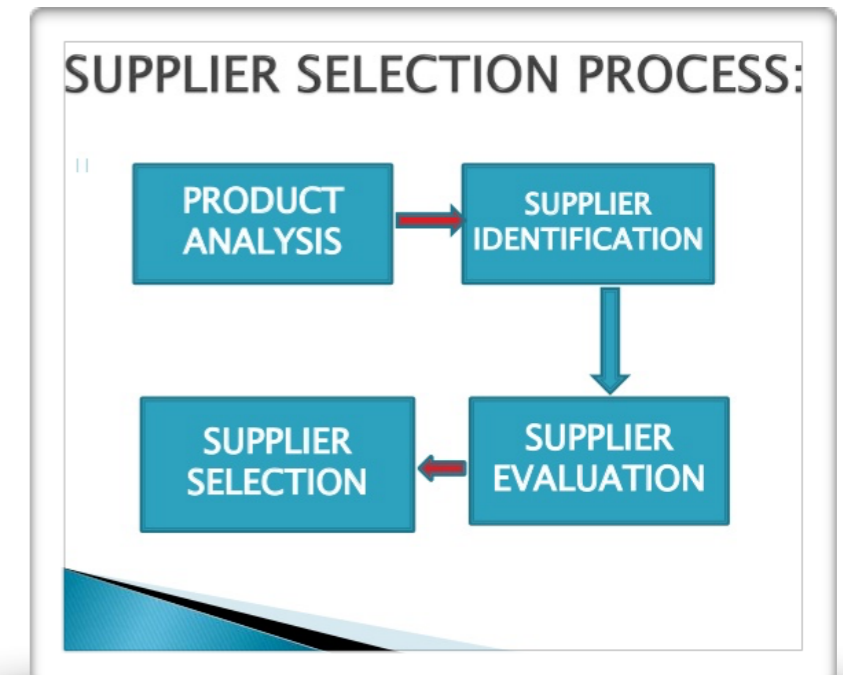 SUPPLIER SELECTION PROCESS:
PRODUCT
ANALYSIS
SUPPLIER
IDENTIFICATION
SUPPLIER
EVALUATION
SUPPLIER
SELECTION